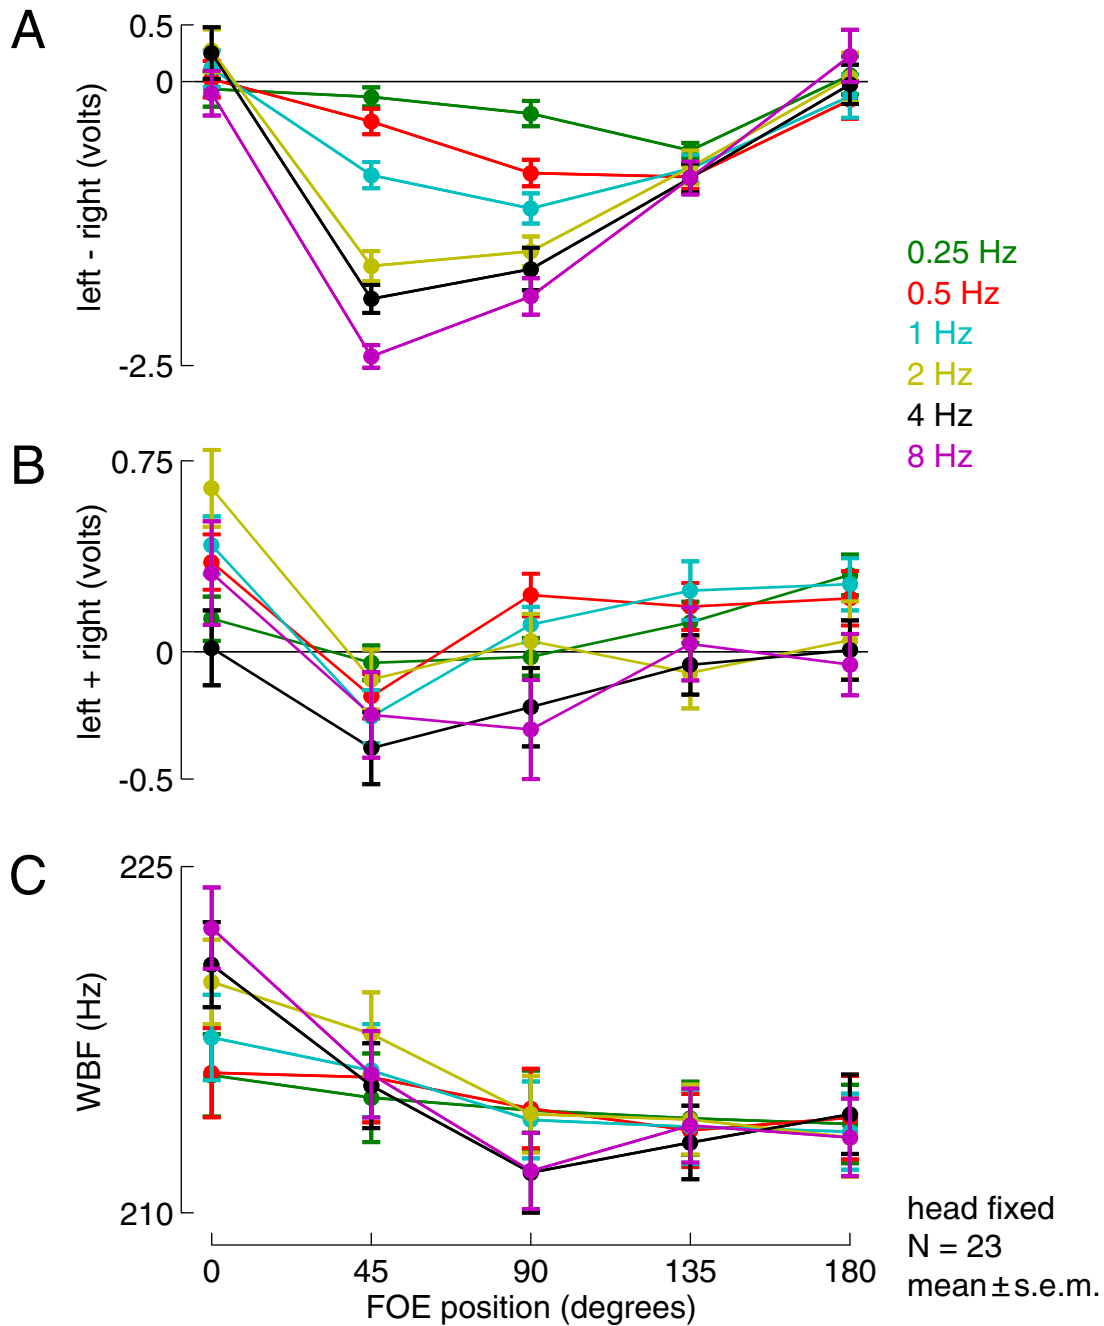 A
0.5
0
-2.5
left - right (volts)
0.25 Hz
0.5 Hz
1 Hz
2 Hz
4 Hz
8 Hz
B
0.75
0
-0.5
left + right (volts)
C
225
210
WBF (Hz)
0 45 90 135 180
FOE position (degrees)
head fixed
N = 23
mean±s.e.m.